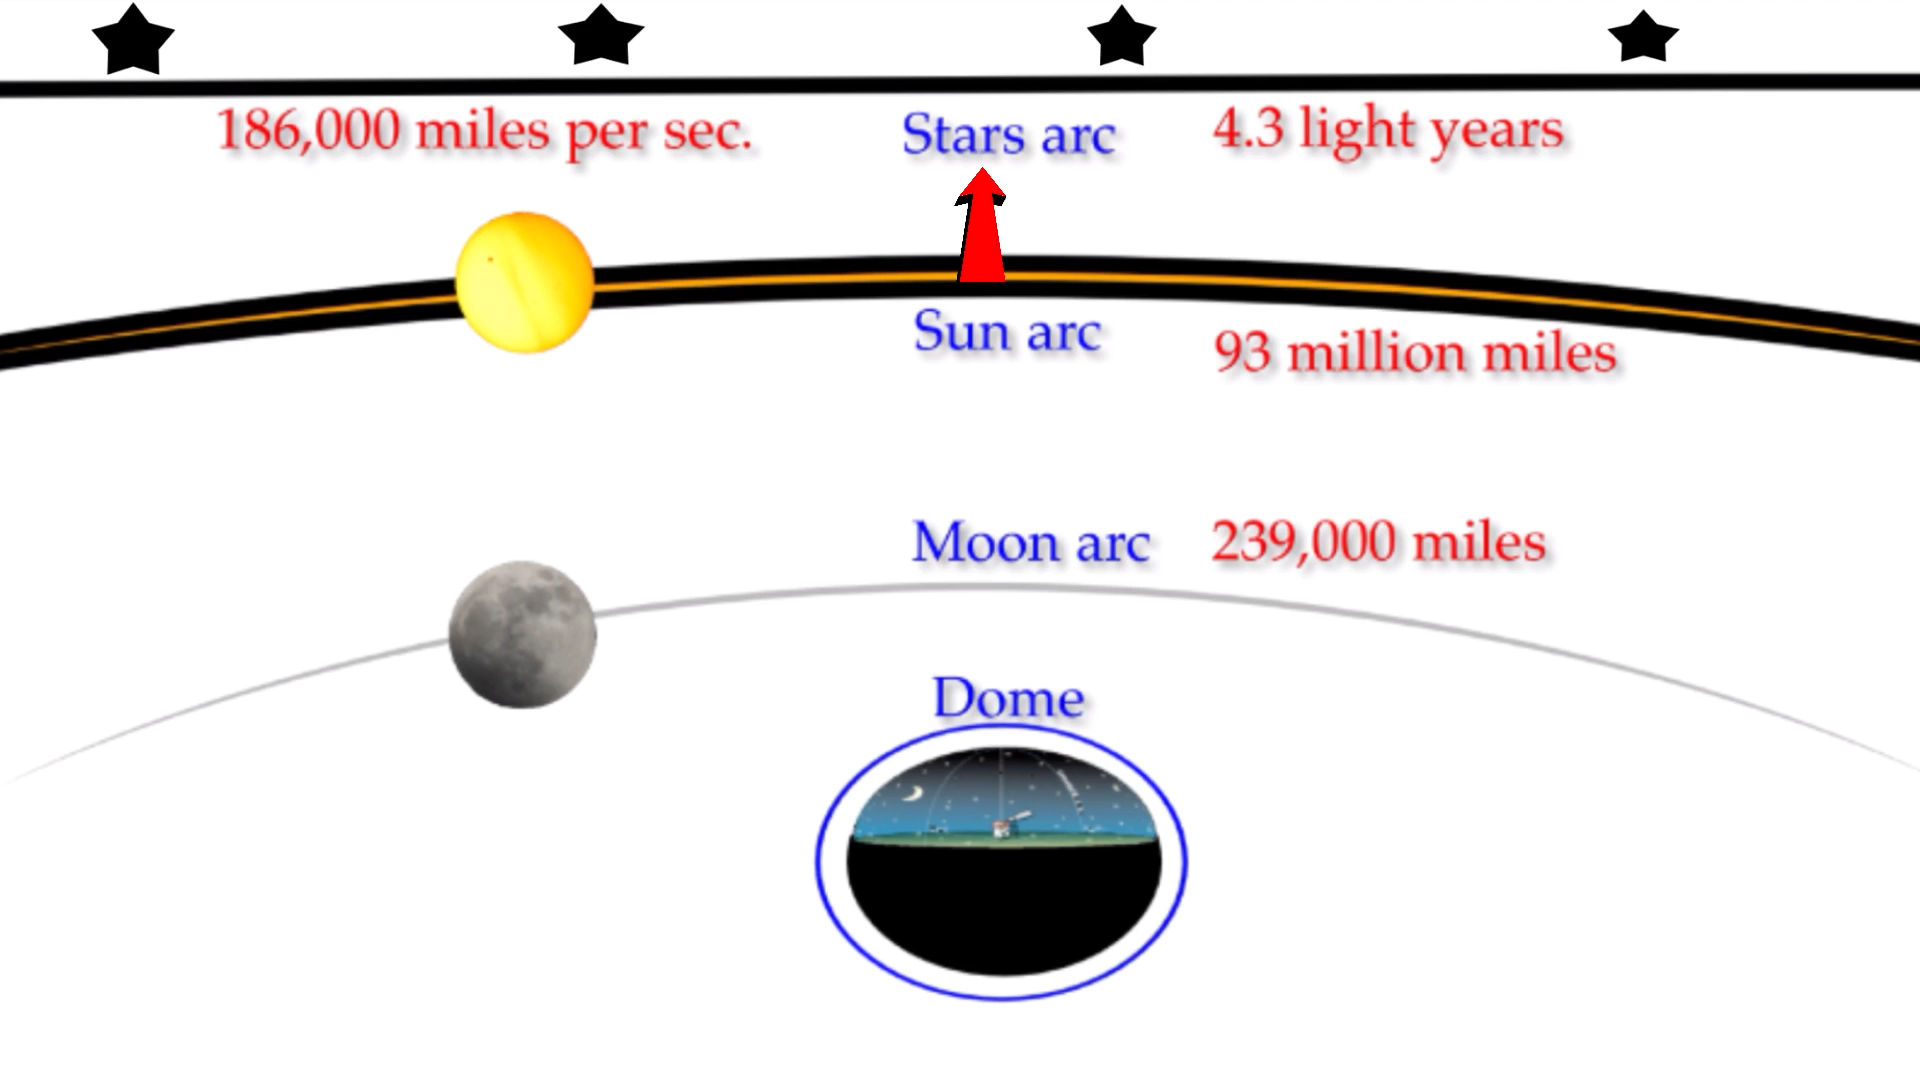 186,000 miles per sec.
Stars arc
4.3 light years
Sun arc
93 million miles
Moon arc
239,000 miles
Dome